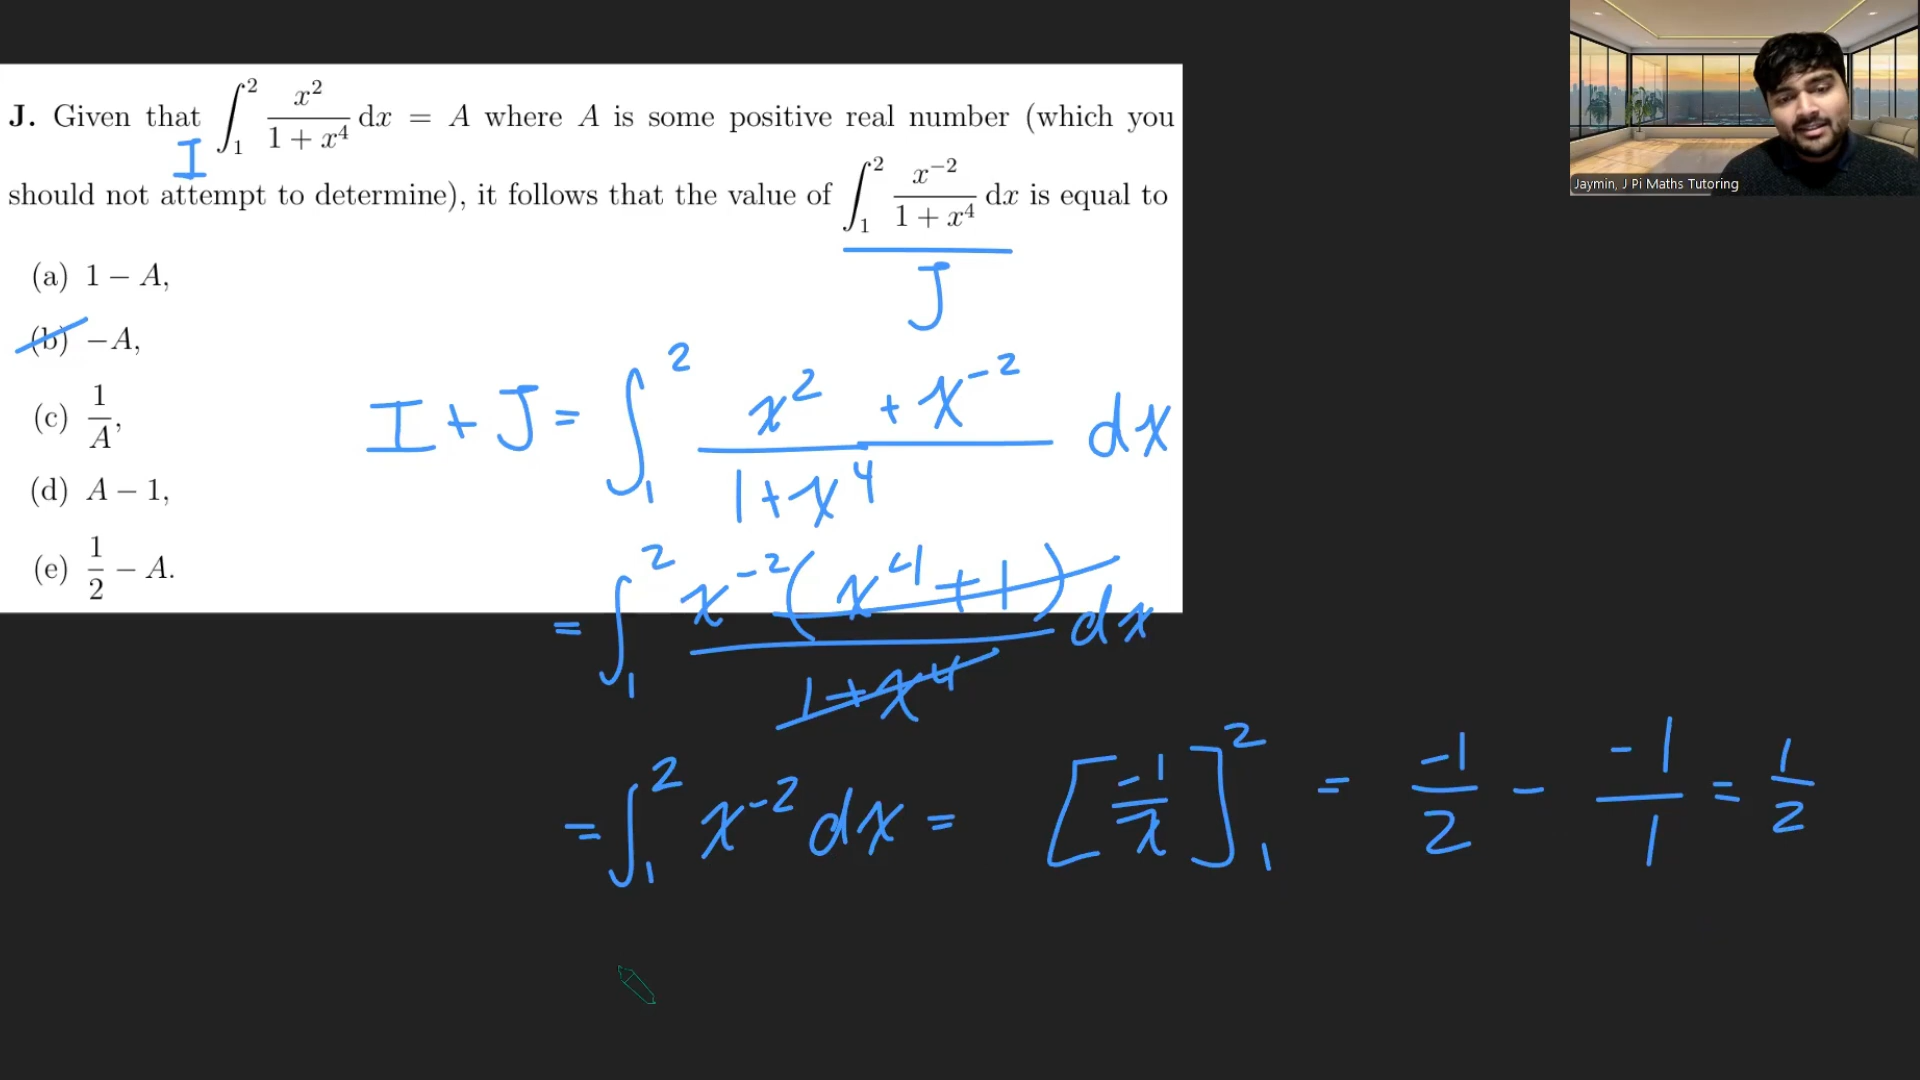 J. Given that ∫₁² x²/(1 + x⁴) dx = A where A is some positive real number (which you
I
should not attempt to determine), it follows that the value of ∫₁² x⁻²/(1 + x⁴) dx is equal to
J
(a) 1 − A,
(b) −A,
(c) 1/A,
(d) A − 1,
(e) 1/2 − A.
I + J = ∫₁² (x² + x⁻²)/(1+x⁴) dx
= ∫₁² x⁻²(x⁴+1)/(1+x⁴) dx
= ∫₁² x⁻² dx = [−1/x]₁² = −1/2 − −1/1 = 1/2
Jaymin, J Pi Maths Tutoring